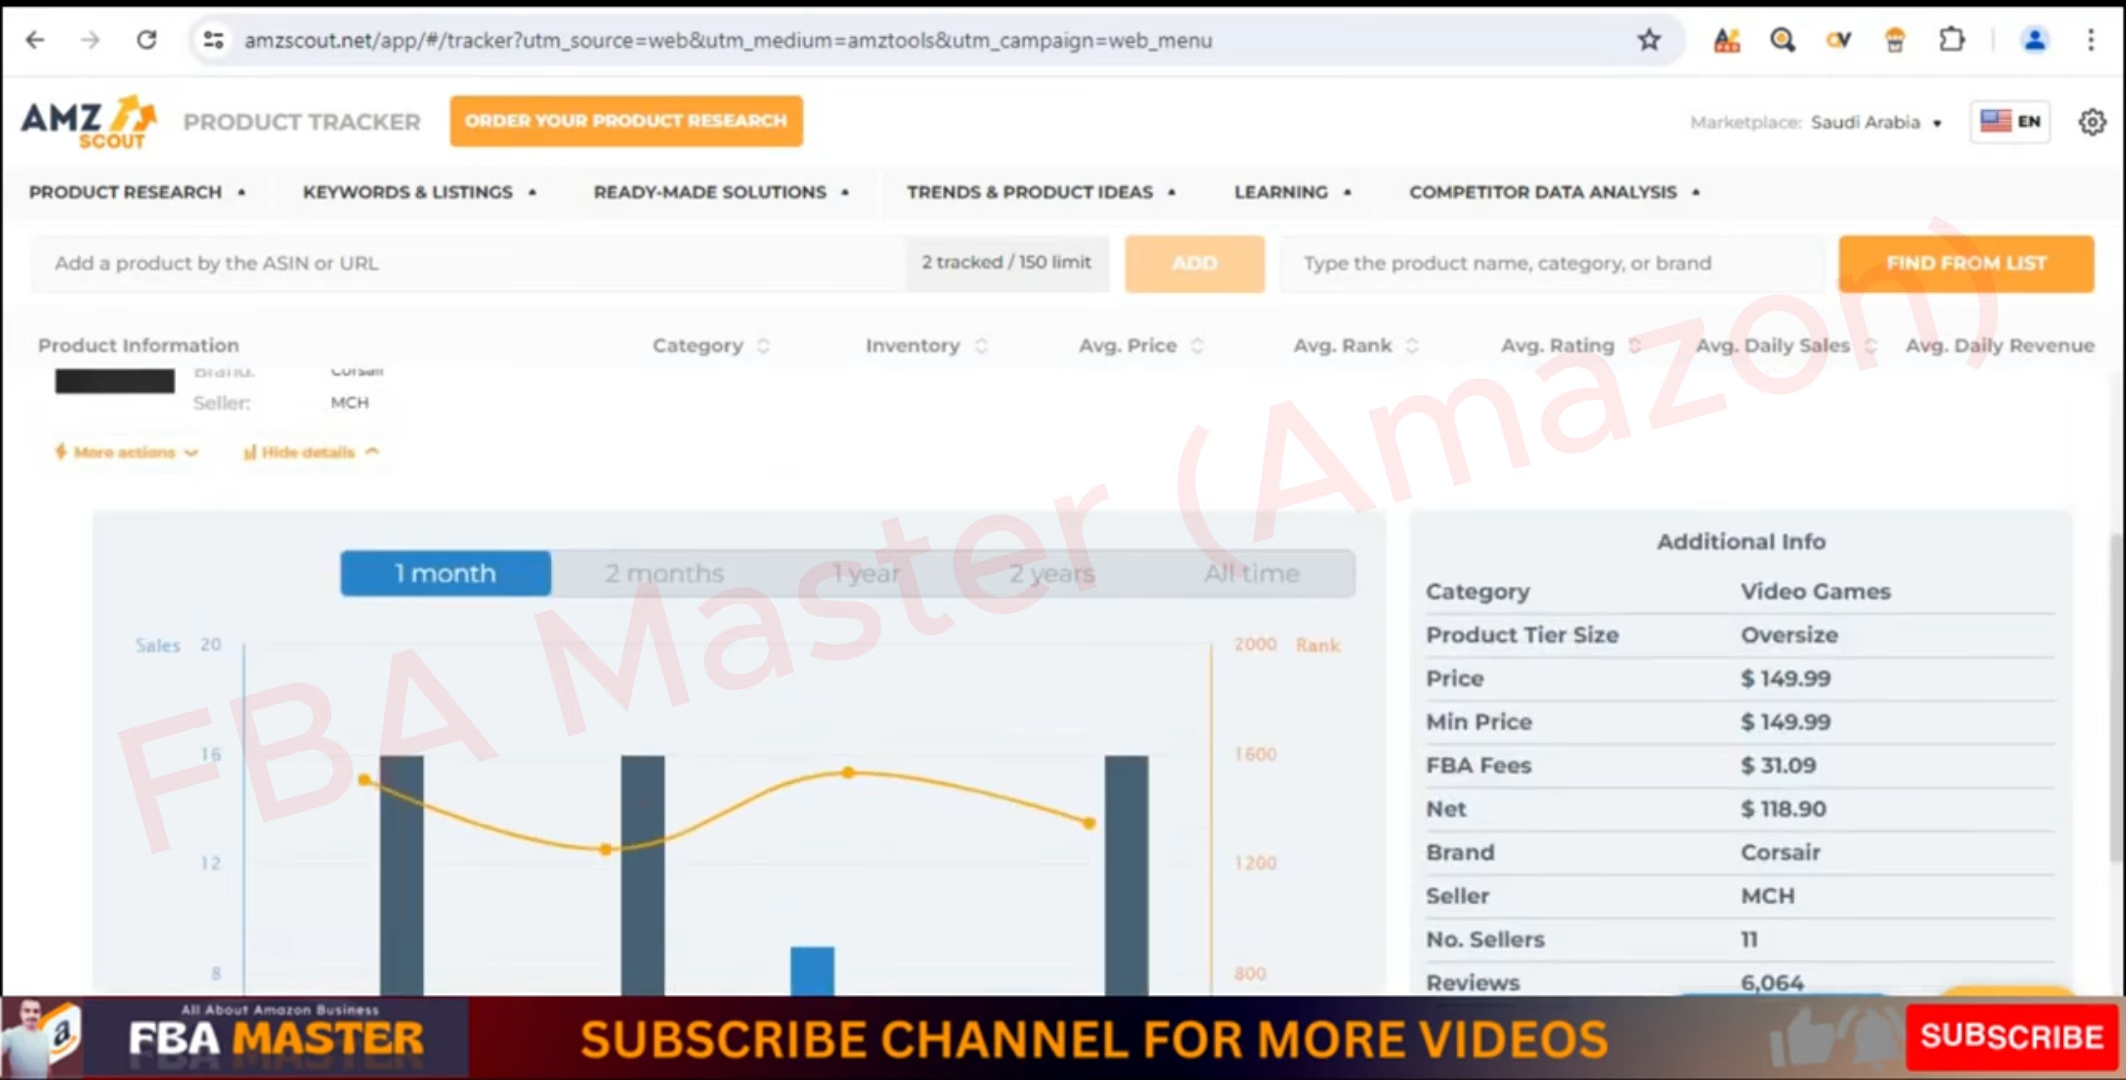 amzscout.net/app/#/tracker?utm_source=web&utm_medium=amztools&utm_campaign=web_menu
AMZ SCOUT PRODUCT TRACKER ORDER YOUR PRODUCT RESEARCH Marketplace: Saudi Arabia EN
PRODUCT RESEARCH KEYWORDS & LISTINGS READY-MADE SOLUTIONS TRENDS & PRODUCT IDEAS LEARNING COMPETITOR DATA ANALYSIS
Add a product by the ASIN or URL 2 tracked / 150 limit ADD Type the product name, category, or brand FIND FROM LIST
Product Information Category Inventory Avg. Price Avg. Rank Avg. Rating Avg. Daily Sales Avg. Daily Revenue
Brand: Corsair
Seller: MCH
More actions Hide details
1 month 2 months 1 year 2 years All time
Sales 20 2000 Rank
16 1600
12 1200
8 800
Additional Info
Category Video Games
Product Tier Size Oversize
Price $ 149.99
Min Price $ 149.99
FBA Fees $ 31.09
Net $ 118.90
Brand Corsair
Seller MCH
No. Sellers 11
Reviews 6,064
FBA Master (Amazon)
All About Amazon Business
FBA MASTER
SUBSCRIBE CHANNEL FOR MORE VIDEOS
SUBSCRIBE